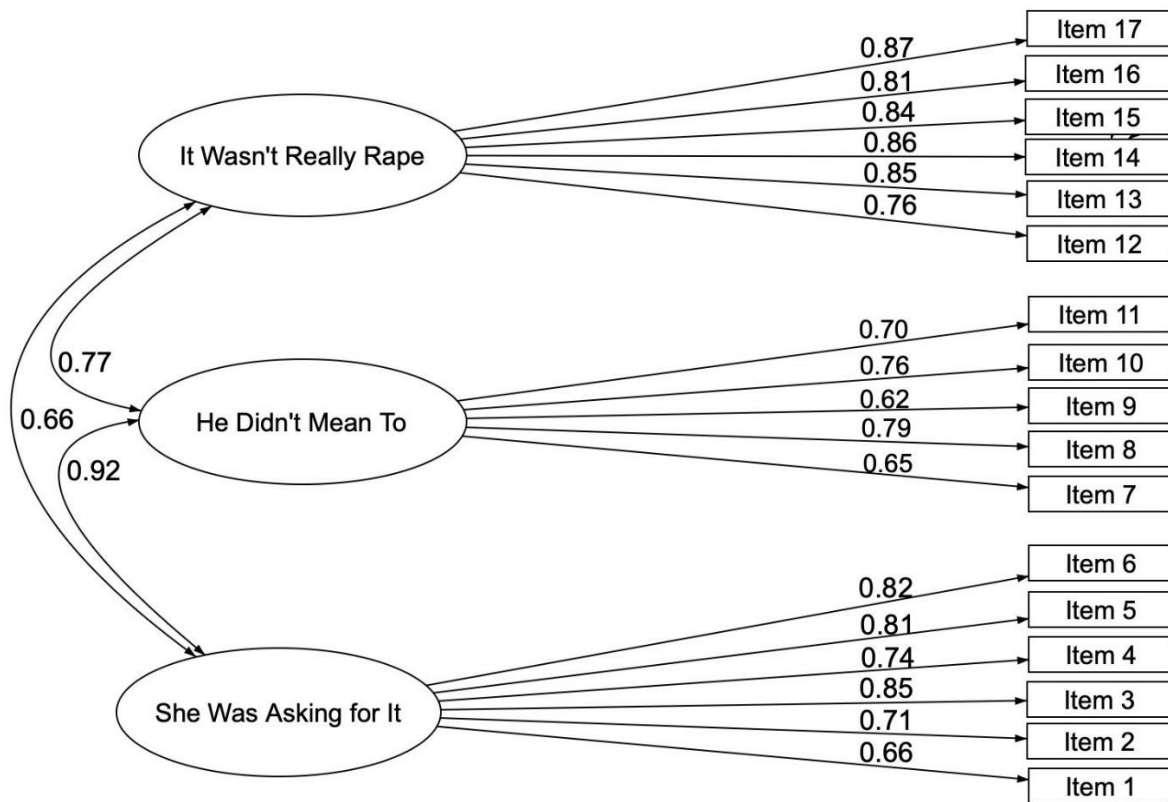 Item 17
0.87
Item 16
0.81
Item 15
0.84
It Wasn't Really Rape
0.86
Item 14
0.85
Item 13
0.76
Item 12
0.70
Item 11
0.76
Item 10
0.77
0.62
Item 9
0.66
He Didn't Mean To
0.79
Item 8
0.92
0.65
Item 7
0.82
Item 6
0.81
Item 5
0.74
Item 4
0.85
Item 3
She Was Asking for It
0.71
Item 2
0.66
Item 1